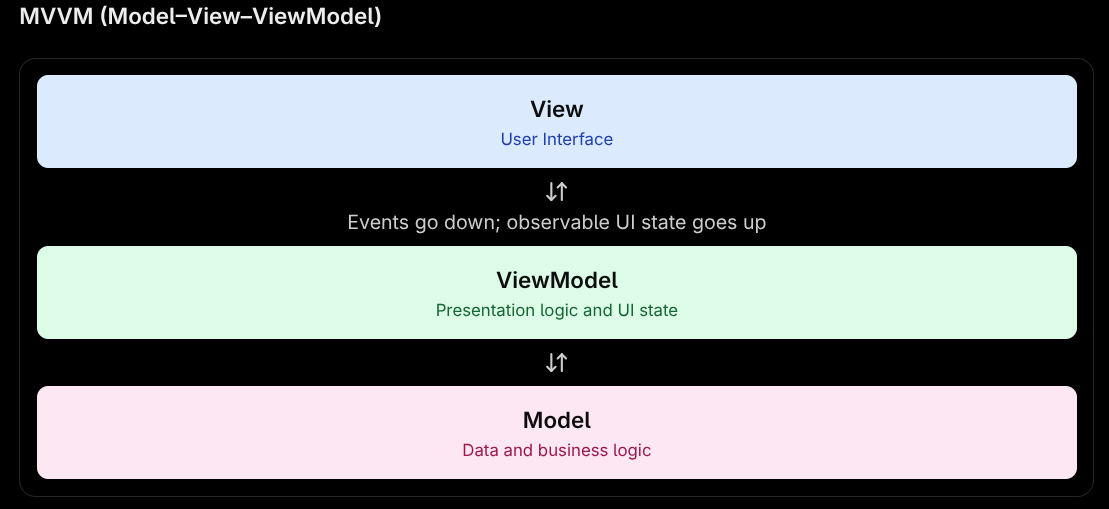 MVVM (Model–View–ViewModel)
View
User Interface
Events go down; observable UI state goes up
ViewModel
Presentation logic and UI state
Model
Data and business logic